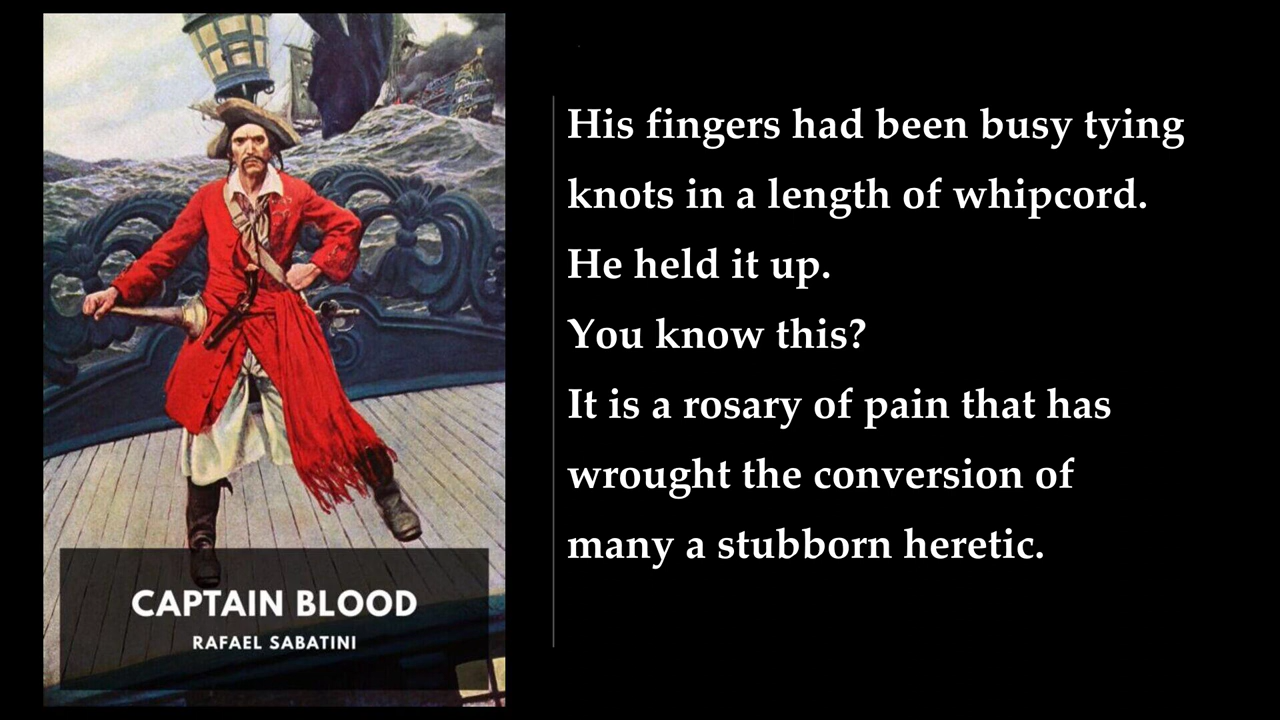 CAPTAIN BLOOD
RAFAEL SABATINI
His fingers had been busy tying
knots in a length of whipcord.
He held it up.
You know this?
It is a rosary of pain that has
wrought the conversion of
many a stubborn heretic.